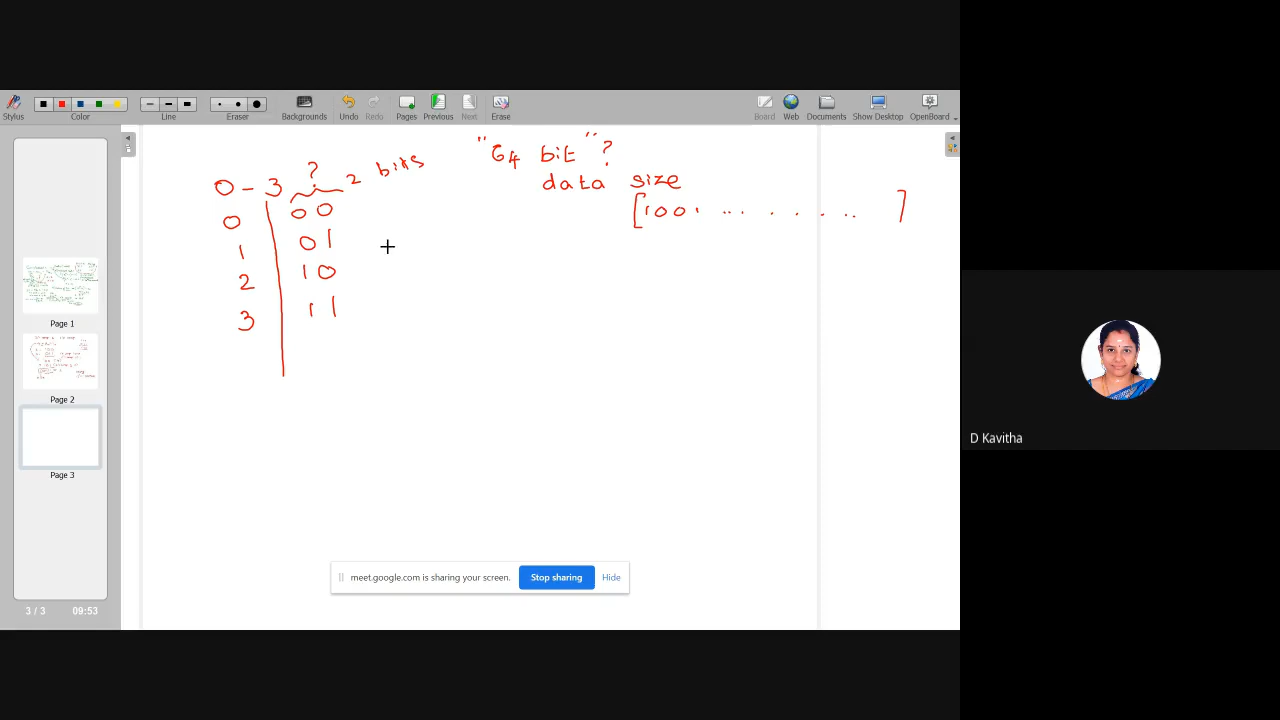 Stylus
Color
Line
Eraser
Backgrounds
Undo
Redo
Pages
Previous
Next
Erase
Board
Web
Documents
Show Desktop
OpenBoard
"64 bit"?
data size
[1001 .. . . . . . .. ]
0 - 3 ? 2 bits
0 00
1 01
2 10
3 11
Page 1
Page 2
Page 3
3 / 3 09:53
meet.google.com is sharing your screen. Stop sharing Hide
D Kavitha